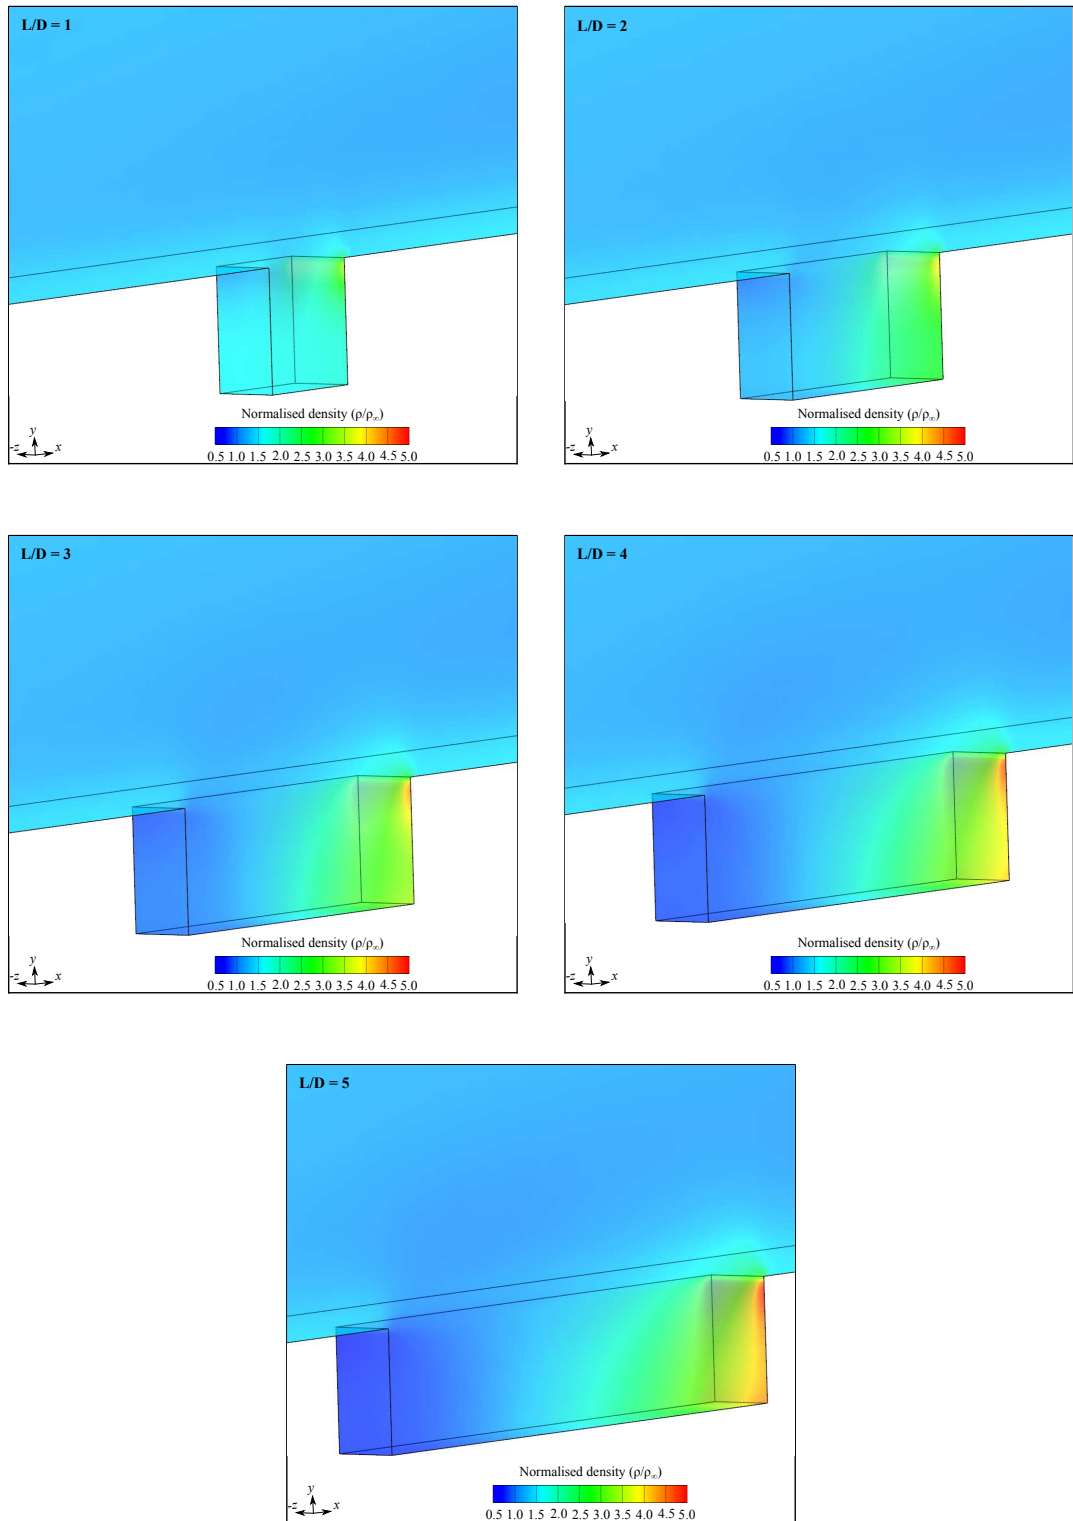 L/D = 1
Normalised density (ρ/ρ∞)
0.5 1.0 1.5 2.0 2.5 3.0 3.5 4.0 4.5 5.0
y
-z x
L/D = 2
Normalised density (ρ/ρ∞)
0.5 1.0 1.5 2.0 2.5 3.0 3.5 4.0 4.5 5.0
y
-z x
L/D = 3
Normalised density (ρ/ρ∞)
0.5 1.0 1.5 2.0 2.5 3.0 3.5 4.0 4.5 5.0
y
-z x
L/D = 4
Normalised density (ρ/ρ∞)
0.5 1.0 1.5 2.0 2.5 3.0 3.5 4.0 4.5 5.0
y
-z x
L/D = 5
Normalised density (ρ/ρ∞)
0.5 1.0 1.5 2.0 2.5 3.0 3.5 4.0 4.5 5.0
y
-z x